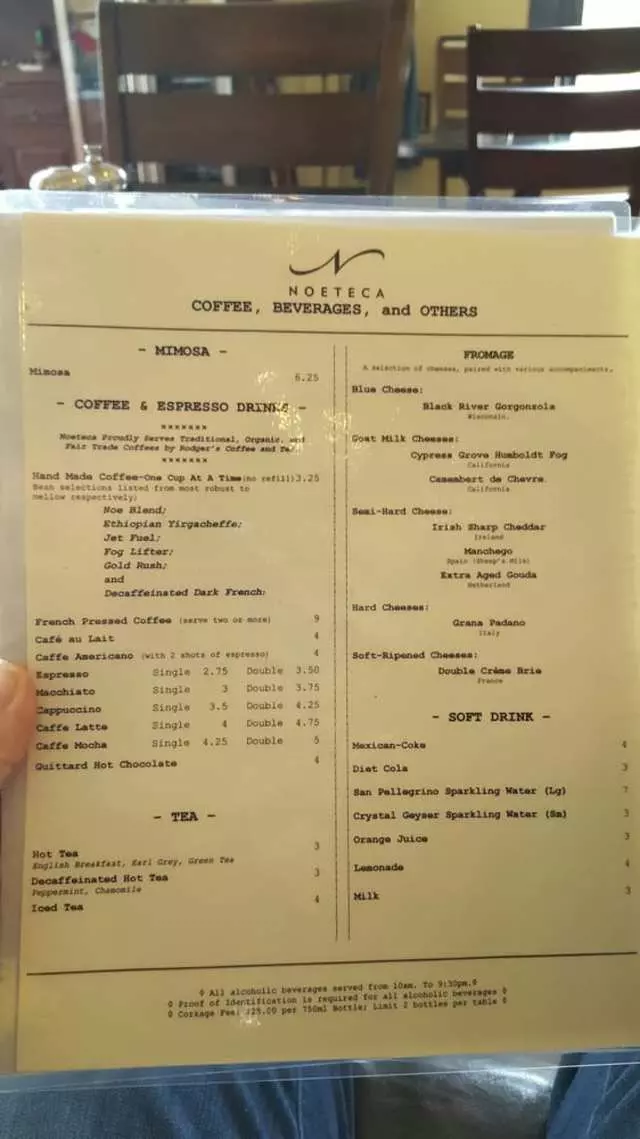 NOETECA
COFFEE, BEVERAGES, and OTHERS
- MIMOSA -
Mimosa 6.25
- COFFEE & ESPRESSO DRINKS -
*******
Noeteca Proudly Serves Traditional, Organic, and
Fair Trade Coffees by Rodger's Coffee and Tea
*******
Hand Made Coffee-One Cup At A Time(no refill)3.25
Bean selections listed from most robust to
mellow respectively;
Noe Blend;
Ethiopian Yirgacheffe;
Jet Fuel;
Fog Lifter;
Gold Rush;
and
Decaffeinated Dark French;
French Pressed Coffee (serve two or more) 9
Café au Lait 4
Caffe Americano (with 2 shots of espresso) 4
Espresso Single 2.75 Double 3.50
Macchiato Single 3 Double 3.75
Cappuccino Single 3.5 Double 4.25
Caffe Latte Single 4 Double 4.75
Caffe Mocha Single 4.25 Double 5
Guittard Hot Chocolate 4
- TEA -
Hot Tea 3
English Breakfast, Earl Grey, Green Tea
Decaffeinated Hot Tea 3
Peppermint, Chamomile
Iced Tea 4
FROMAGE
A selection of cheeses, paired with various accompaniments.
Blue Cheese:
Black River Gorgonzola
Wisconsin.
Goat Milk Cheeses:
Cypress Grove Humboldt Fog
California
Camembert de Chevre.
California
Semi-Hard Cheese:
Irish Sharp Cheddar
Ireland
Manchego
Spain (Sheep's Milk)
Extra Aged Gouda
Netherland
Hard Cheeses:
Grana Padano
Italy
Soft-Ripened Cheeses:
Double Créme Brie
France
- SOFT DRINK -
Mexican-Coke 4
Diet Cola 3
San Pellegrino Sparkling Water (Lg) 7
Crystal Geyser Sparkling Water (Sm) 3
Orange Juice 3
Lemonade 4
Milk 3
◊ All alcoholic beverages served from 10am. To 9:30pm.◊
◊ Proof of Identification is required for all alcoholic beverages ◊
◊ Corkage Fee: $25.00 per 750ml Bottle; Limit 2 bottles per table ◊